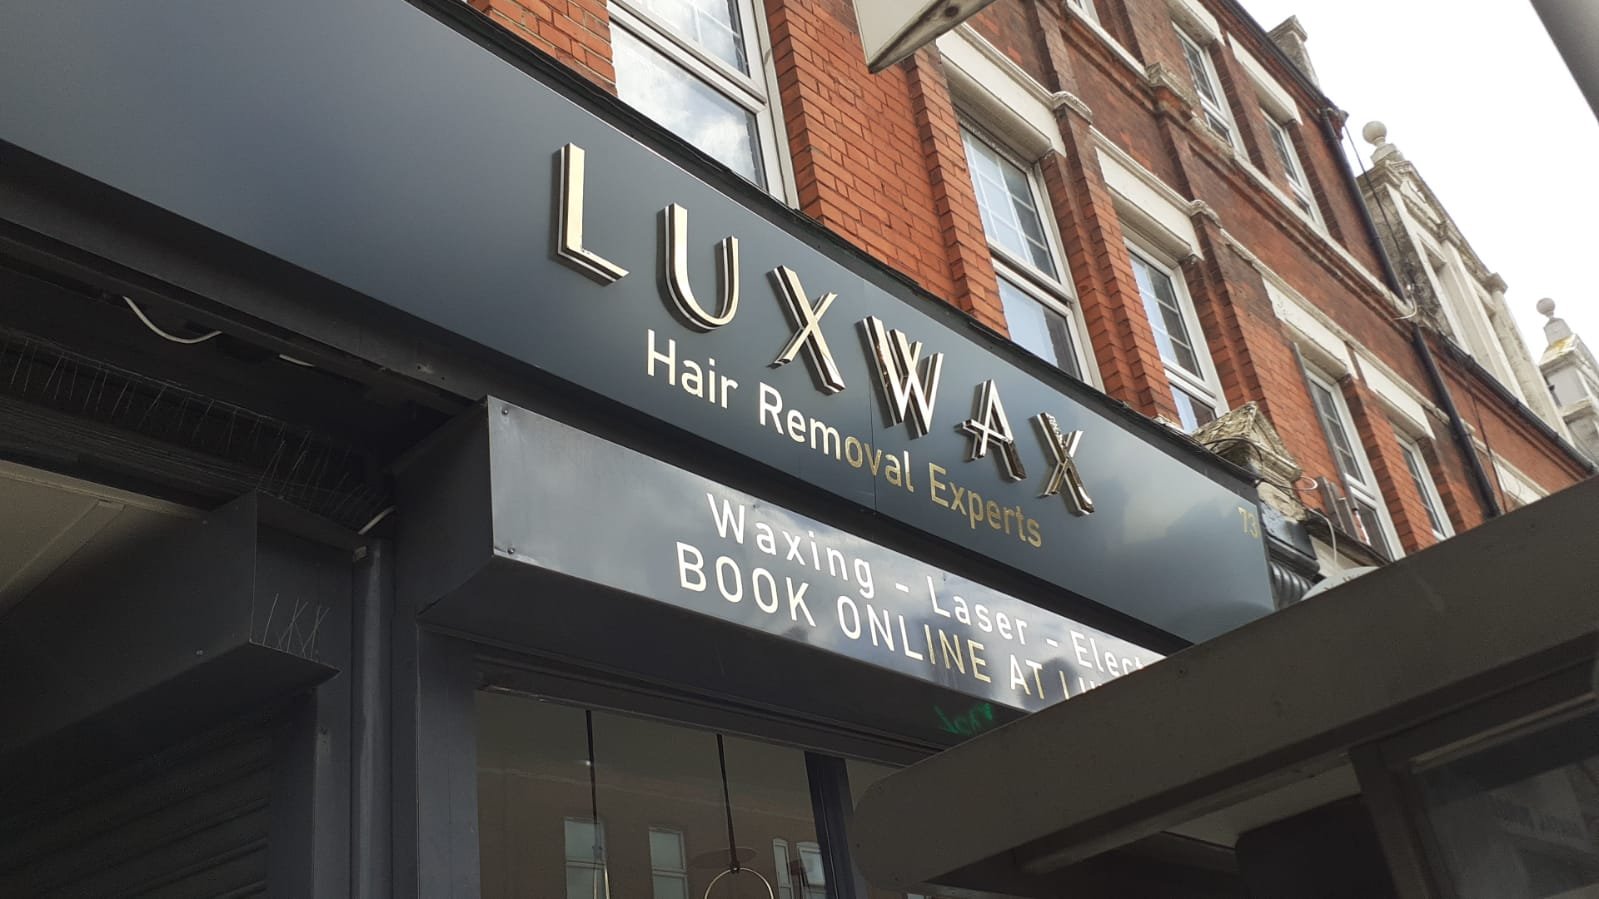 LUXWAX
Hair Removal Experts
73
Waxing - Laser - Elect
BOOK ONLINE AT